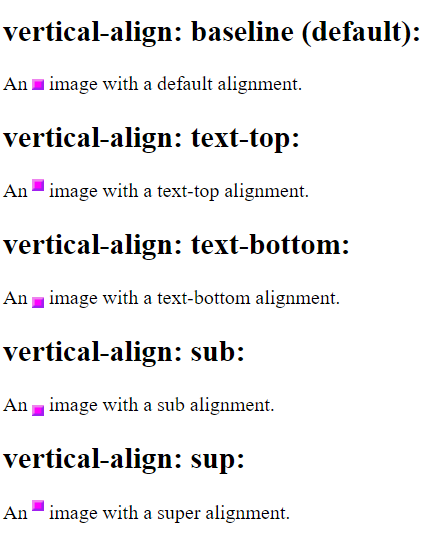 vertical-align: baseline (default):
An image with a default alignment.
vertical-align: text-top:
An image with a text-top alignment.
vertical-align: text-bottom:
An image with a text-bottom alignment.
vertical-align: sub:
An image with a sub alignment.
vertical-align: sup:
An image with a super alignment.